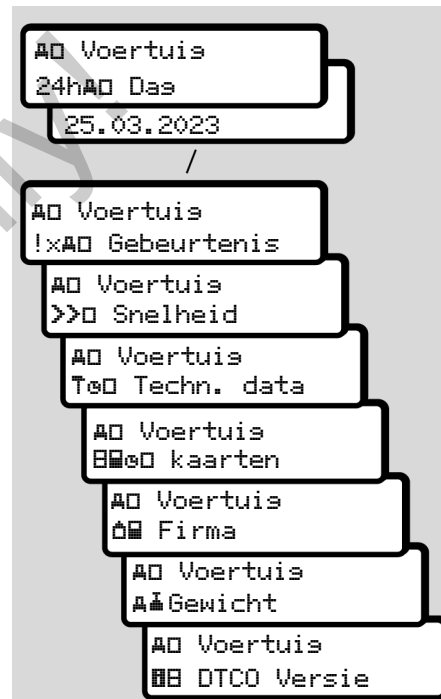 Voertuig
24h Dag
25.03.2023
/
Voertuig
!x Gebeurtenis
Voertuig
>> Snelheid
Voertuig
T Techn. data
Voertuig
kaarten
Voertuig
Firma
Voertuig
Gewicht
Voertuig
DTCO Versie